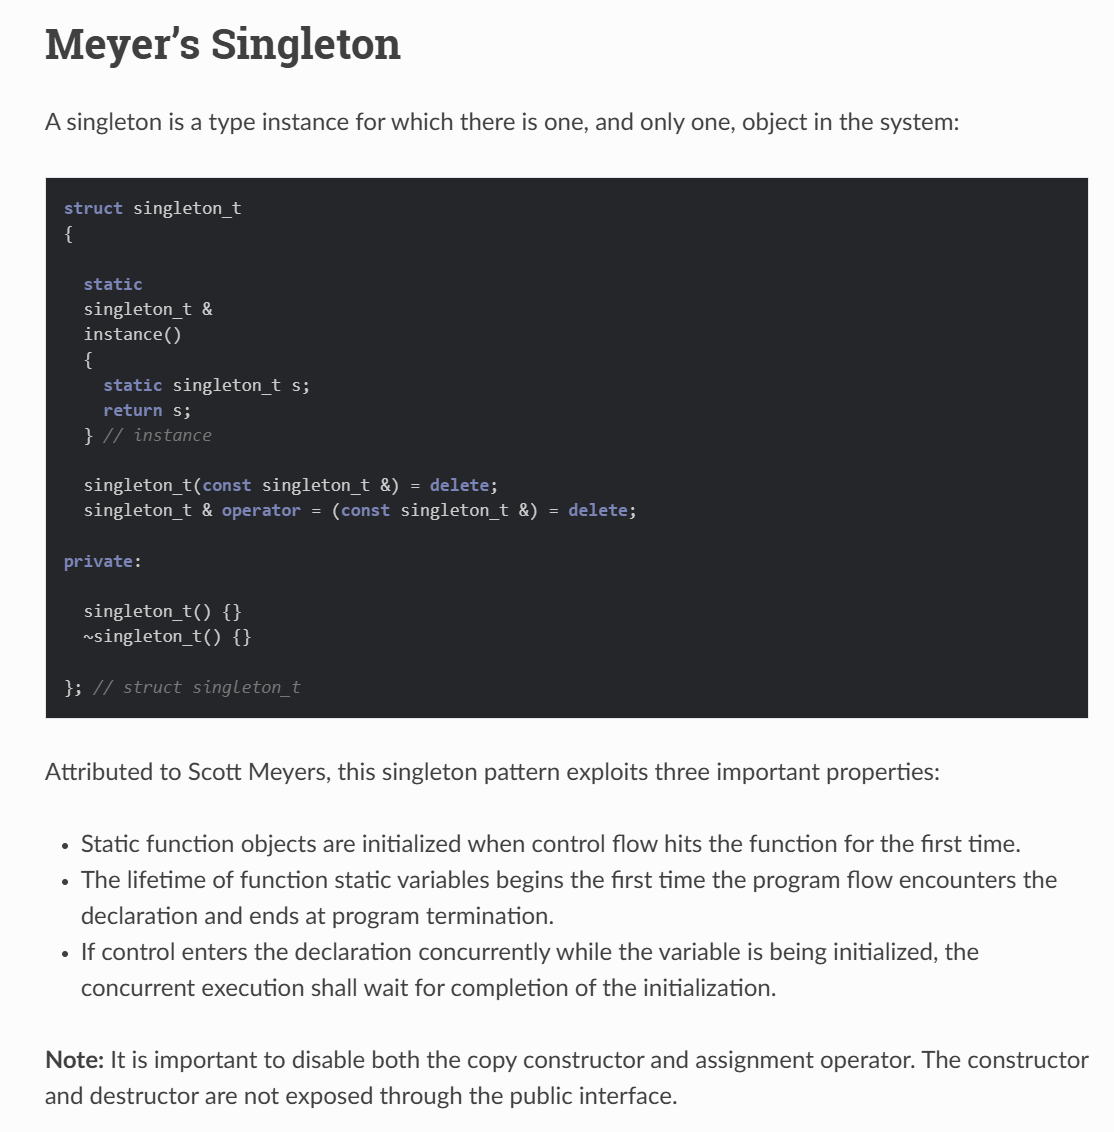 Meyer’s Singleton
A singleton is a type instance for which there is one, and only one, object in the system:
struct singleton_t
{
static
singleton_t &
instance()
{
static singleton_t s;
return s;
} // instance
singleton_t(const singleton_t &) = delete;
singleton_t & operator = (const singleton_t &) = delete;
private:
singleton_t() {}
~singleton_t() {}
}; // struct singleton_t
Attributed to Scott Meyers, this singleton pattern exploits three important properties:
• Static function objects are initialized when control flow hits the function for the first time.
• The lifetime of function static variables begins the first time the program flow encounters the
declaration and ends at program termination.
• If control enters the declaration concurrently while the variable is being initialized, the
concurrent execution shall wait for completion of the initialization.
Note: It is important to disable both the copy constructor and assignment operator. The constructor
and destructor are not exposed through the public interface.